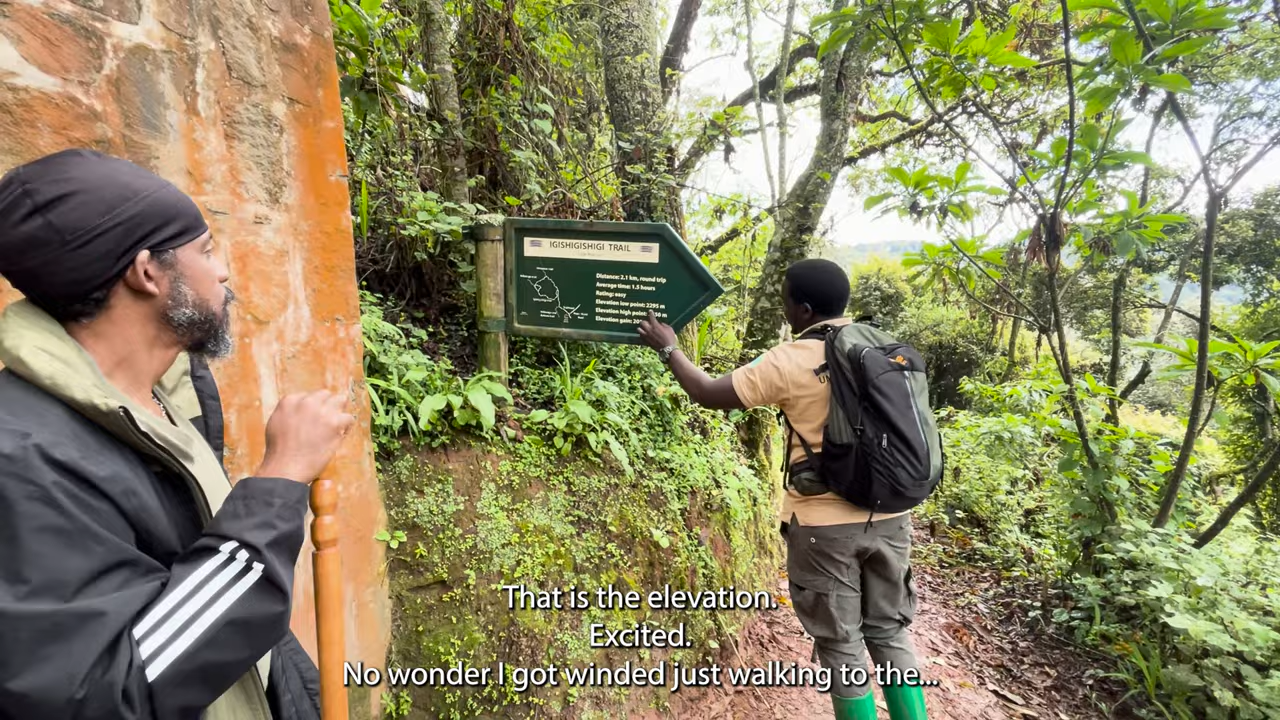 IGISHIGISHIGI TRAIL
Distance: 2.1 km, round trip
Average time: 1.5 hours
Rating: easy
Elevation low point: 2295 m
Elevation high point:
Elevation gain:
That is the elevation.
Excited.
No wonder I got winded just walking to the...